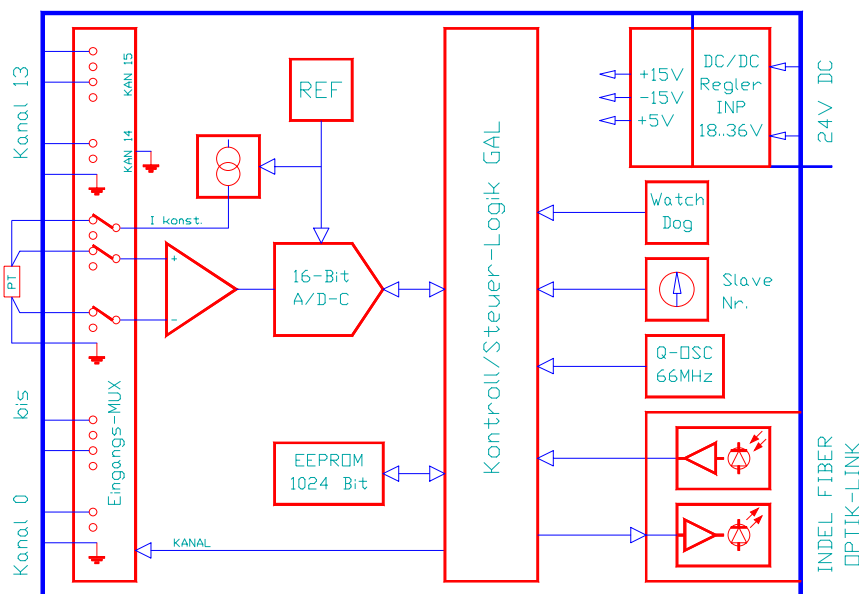 Kanal 13
bis
Kanal 0
PT
KAN 15
KAN 14
Eingangs-MUX
I konst.
+
-
REF
16-Bit
A/D-C
EEPROM
1024 Bit
KANAL
Kontroll/Steuer-Logik GAL
+15V
-15V
+5V
DC/DC
Regler
INP
18..36V
24V DC
Watch
Dog
Slave
Nr.
Q-OSC
66MHz
INDEL FIBER
OPTIK-LINK